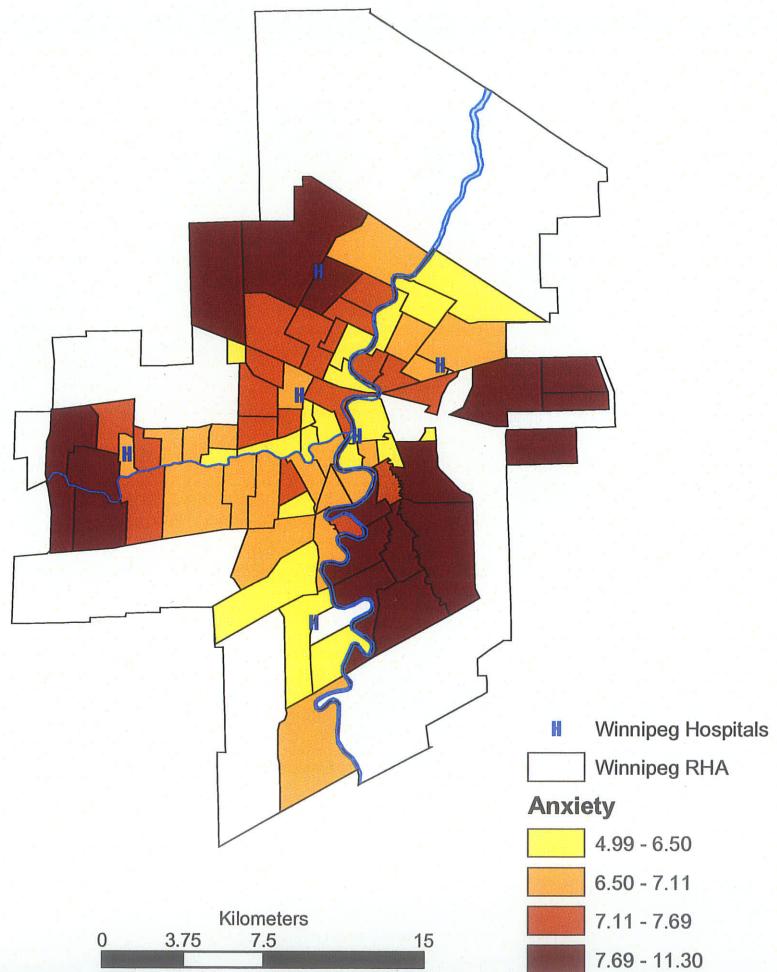 H
H
H
H
H
H
H Winnipeg Hospitals
Winnipeg RHA
Anxiety
4.99 - 6.50
6.50 - 7.11
7.11 - 7.69
7.69 - 11.30
Kilometers
0 3.75 7.5 15